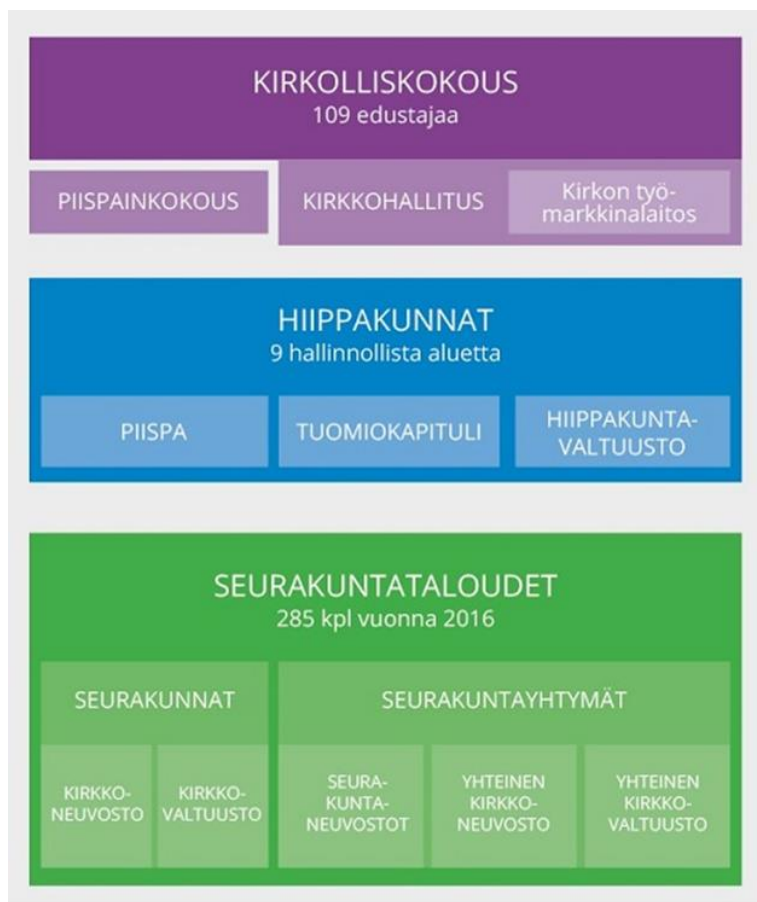 KIRKOLLISKOKOUS
109 edustajaa
PIISPAINKOKOUS
KIRKKOHALLITUS
Kirkon työ-
markkinalaitos
HIIPPAKUNNAT
9 hallinnollista aluetta
PIISPA
TUOMIOKAPITULI
HIIPPAKUNTA-
VALTUUSTO
SEURAKUNTATALOUDET
285 kpl vuonna 2016
SEURAKUNNAT
SEURAKUNTAYHTYMÄT
KIRKKO-
NEUVOSTO
KIRKKO-
VALTUUSTO
SEURA-
KUNTA-
NEUVOSTOT
YHTEINEN
KIRKKO-
NEUVOSTO
YHTEINEN
KIRKKO-
VALTUUSTO